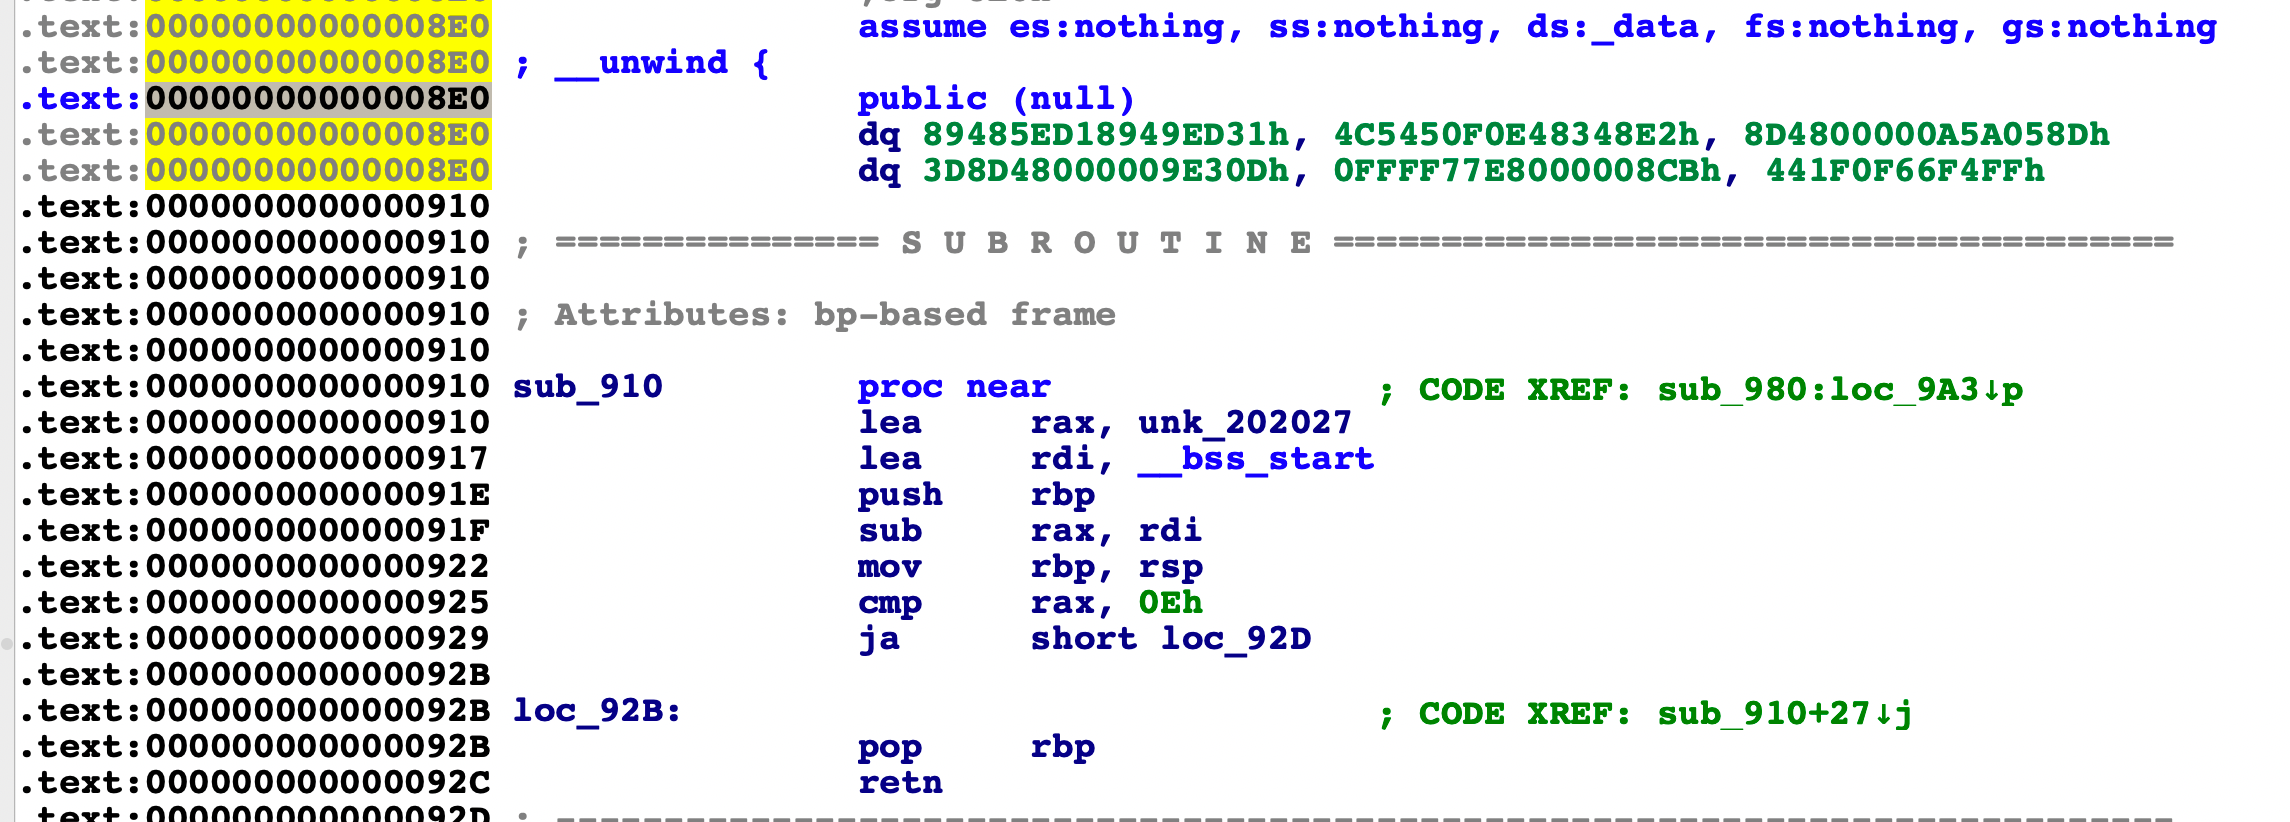 .text:00000000000008E0 assume es:nothing, ss:nothing, ds:_data, fs:nothing, gs:nothing
.text:00000000000008E0 ; __unwind {
.text:00000000000008E0 public (null)
.text:00000000000008E0 dq 89485ED18949ED31h, 4C5450F0E48348E2h, 8D4800000A5A058Dh
.text:00000000000008E0 dq 3D8D48000009E30Dh, 0FFFF77E8000008CBh, 441F0F66F4FFh
.text:0000000000000910
.text:0000000000000910 ; =============== S U B R O U T I N E =======================================
.text:0000000000000910
.text:0000000000000910 ; Attributes: bp-based frame
.text:0000000000000910
.text:0000000000000910 sub_910 proc near ; CODE XREF: sub_980:loc_9A3↓p
.text:0000000000000910 lea rax, unk_202027
.text:0000000000000917 lea rdi, __bss_start
.text:000000000000091E push rbp
.text:000000000000091F sub rax, rdi
.text:0000000000000922 mov rbp, rsp
.text:0000000000000925 cmp rax, 0Eh
.text:0000000000000929 ja short loc_92D
.text:000000000000092B
.text:000000000000092B loc_92B: ; CODE XREF: sub_910+27↓j
.text:000000000000092B pop rbp
.text:000000000000092C retn
.text:000000000000092D ; ---------------------------------------------------------------------------